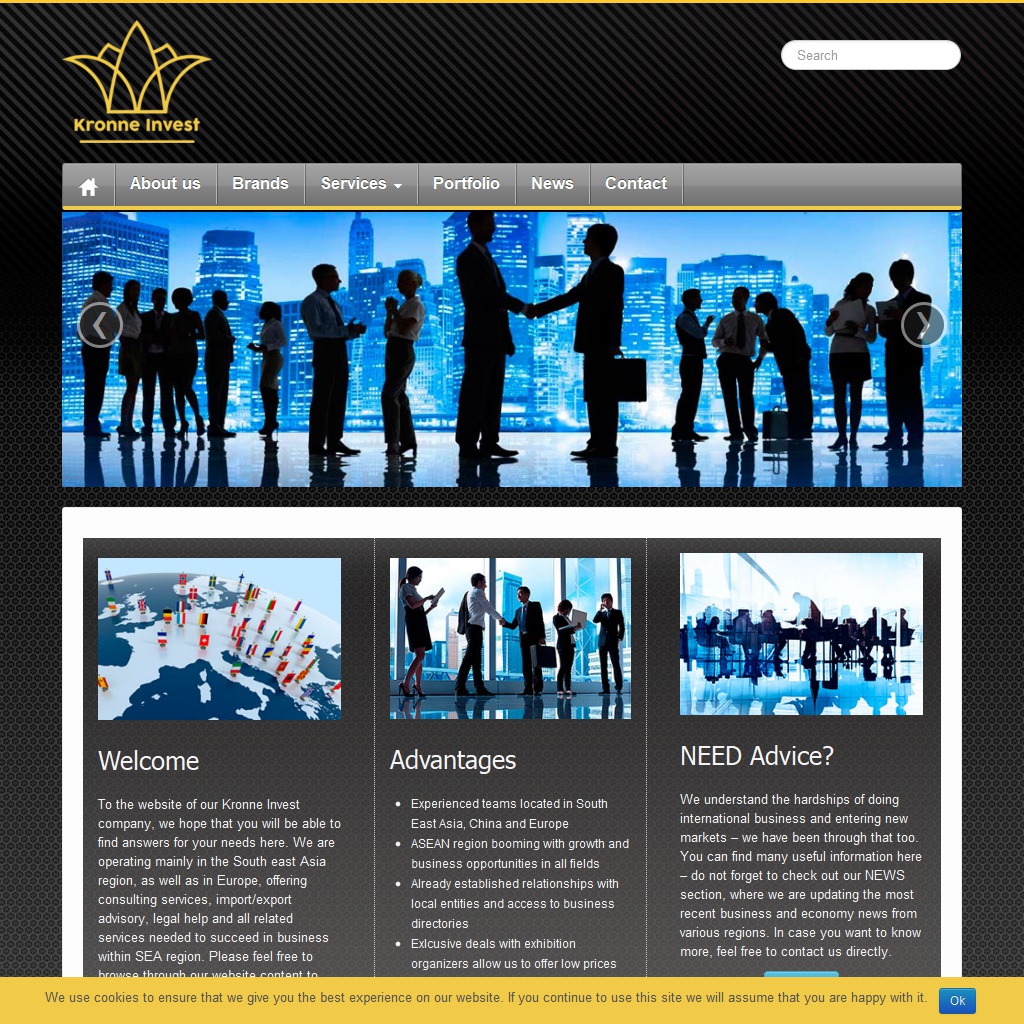 Kronne Invest
Search
About us
Brands
Services
Portfolio
News
Contact
Welcome
To the website of our Kronne Invest
company, we hope that you will be able to
find answers for your needs here. We are
operating mainly in the South east Asia
region, as well as in Europe, offering
consulting services, import/export
advisory, legal help and all related
services needed to succeed in business
within SEA region. Please feel free to
browse through our website content to
Advantages
Experienced teams located in South
East Asia, China and Europe
ASEAN region booming with growth and
business opportunities in all fields
Already established relationships with
local entities and access to business
directories
Exlcusive deals with exhibition
organizers allow us to offer low prices
NEED Advice?
We understand the hardships of doing
international business and entering new
markets – we have been through that too.
You can find many useful information here
– do not forget to check out our NEWS
section, where we are updating the most
recent business and economy news from
various regions. In case you want to know
more, feel free to contact us directly.
We use cookies to ensure that we give you the best experience on our website. If you continue to use this site we will assume that you are happy with it.
Ok